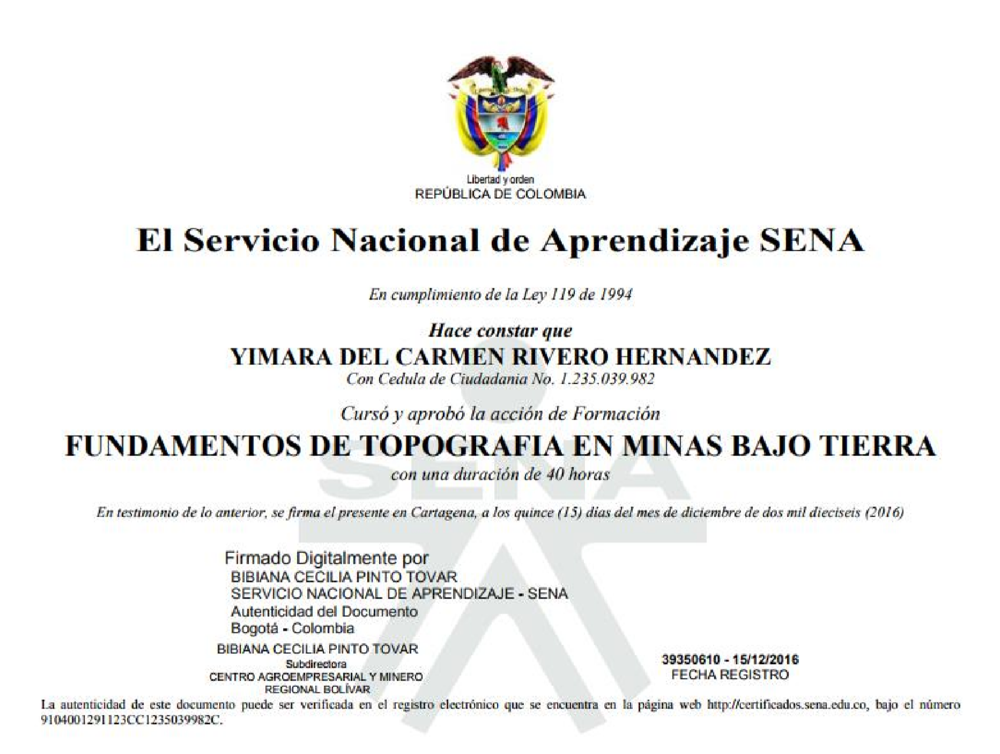 Libertad y orden
REPÚBLICA DE COLOMBIA
El Servicio Nacional de Aprendizaje SENA
En cumplimiento de la Ley 119 de 1994
Hace constar que
YIMARA DEL CARMEN RIVERO HERNANDEZ
Con Cedula de Ciudadania No. 1.235.039.982
Cursó y aprobó la acción de Formación
FUNDAMENTOS DE TOPOGRAFIA EN MINAS BAJO TIERRA
con una duración de 40 horas
SENA
En testimonio de lo anterior, se firma el presente en Cartagena, a los quince (15) dias del mes de diciembre de dos mil dieciseis (2016)
Firmado Digitalmente por
BIBIANA CECILIA PINTO TOVAR
SERVICIO NACIONAL DE APRENDIZAJE - SENA
Autenticidad del Documento
Bogotá - Colombia
BIBIANA CECILIA PINTO TOVAR
Subdirectora
CENTRO AGROEMPRESARIAL Y MINERO
REGIONAL BOLÍVAR
39350610 - 15/12/2016
FECHA REGISTRO
La autenticidad de este documento puede ser verificada en el registro electrónico que se encuentra en la página web http://certificados.sena.edu.co, bajo el número
9104001291123CC1235039982C.